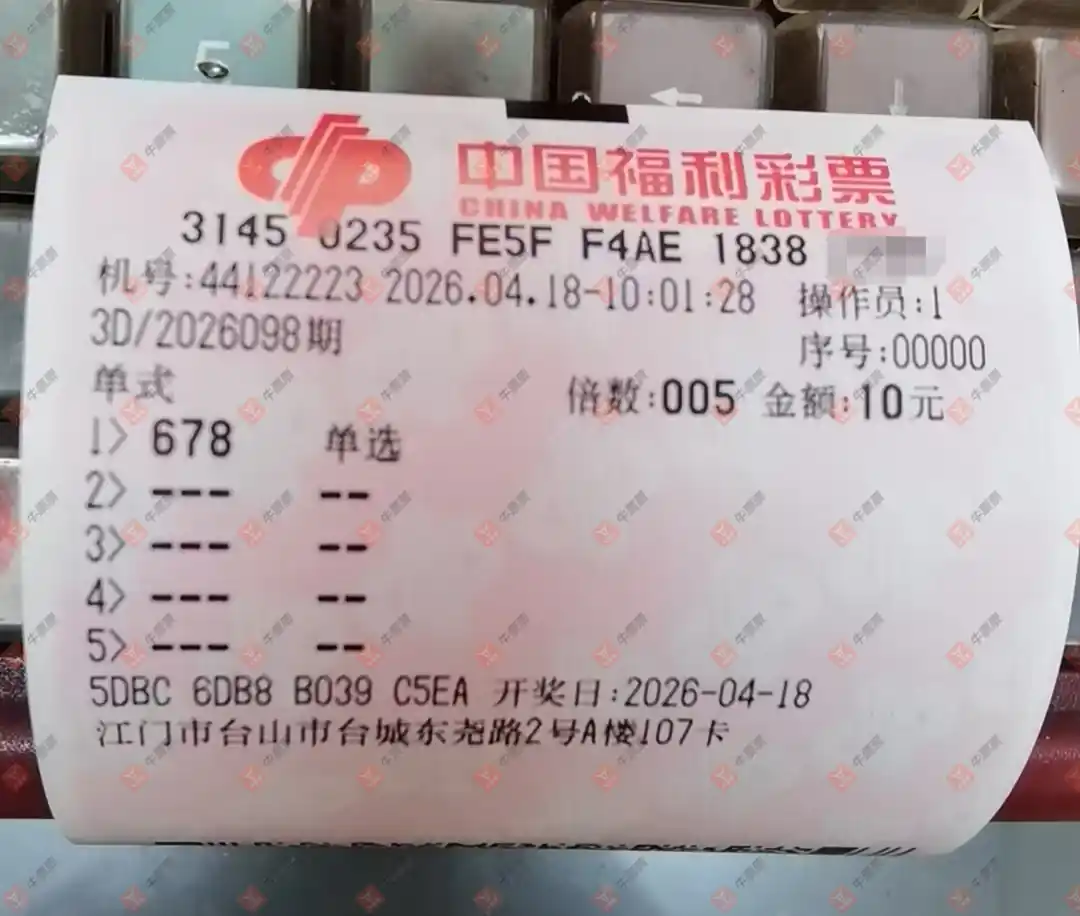 5
中国福利彩票
CHINA WELFARE LOTTERY
3145 0235 FE5F F4AE 1838
机号:44122223 2026.04.18-10:01:28 操作员:1
3D/2026098期 序号:00000
单式 倍数:005 金额:10元
1> 678 单选
2> --- --
3> --- --
4> --- --
5> --- --
5DBC 6DB8 B039 C5EA 开奖日:2026-04-18
江门市台山市台城东尧路2号A楼107卡